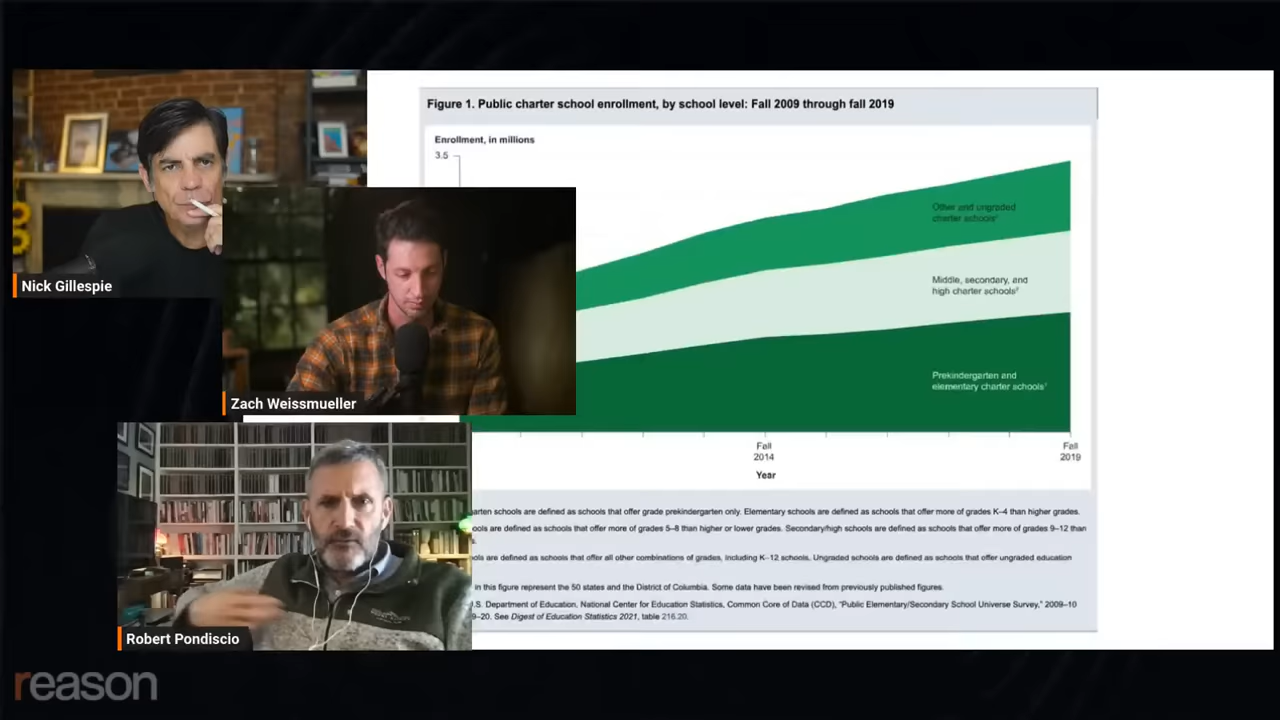 Figure 1. Public charter school enrollment, by school level: Fall 2009 through fall 2019
Enrollment, in millions
3.5
Other and ungraded
charter schools³
Middle, secondary, and
high charter schools²
Prekindergarten and
elementary charter schools¹
Fall
2014
Fall
2019
Year
schools are defined as schools that offer grade prekindergarten only. Elementary schools are defined as schools that offer more of grades K–4 than higher grades.
are defined as schools that offer more of grades 5–8 than higher or lower grades. Secondary/high schools are defined as schools that offer more of grades 9–12 than
are defined as schools that offer all other combinations of grades, including K–12 schools. Ungraded schools are defined as schools that offer ungraded education
in this figure represent the 50 states and the District of Columbia. Some data have been revised from previously published figures.
U.S. Department of Education, National Center for Education Statistics, Common Core of Data (CCD), "Public Elementary/Secondary School Universe Survey," 2009–10
9–20. See Digest of Education Statistics 2021, table 216.20.
Nick Gillespie
Zach Weissmueller
Robert Pondiscio
reason